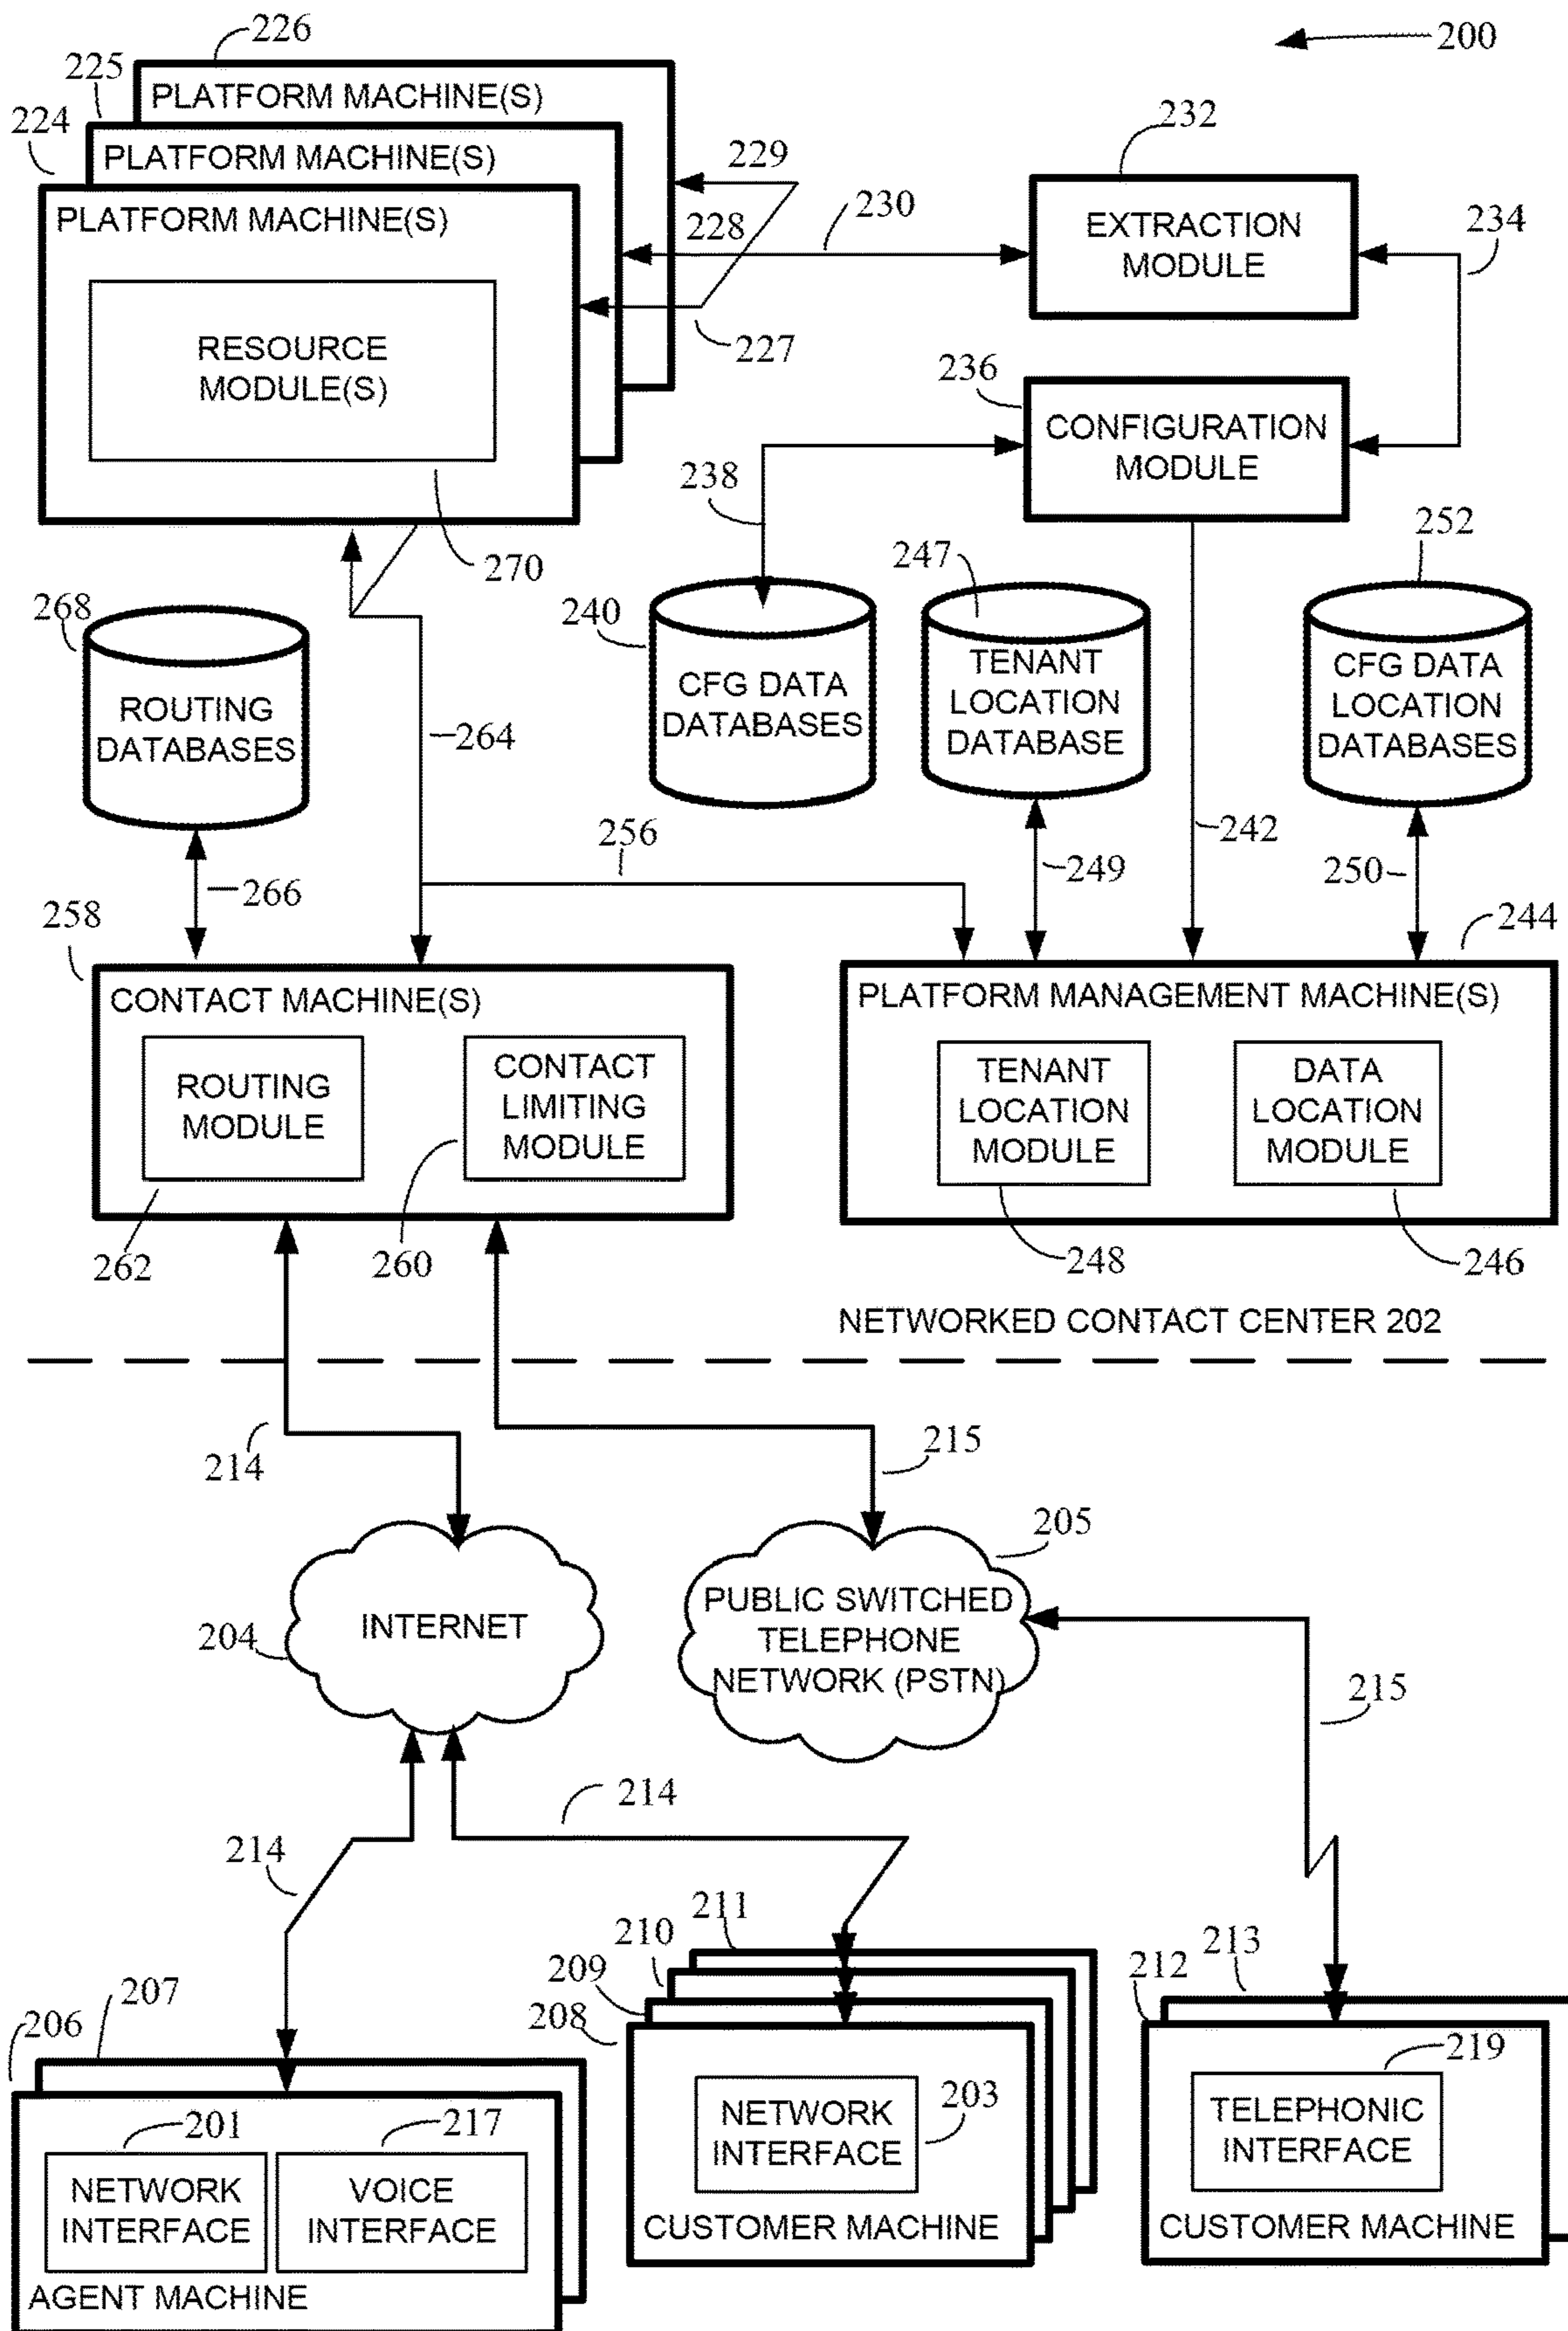 226
200
225
PLATFORM MACHINE(S)
224
PLATFORM MACHINE(S)
232
229
PLATFORM MACHINE(S)
230
EXTRACTION
MODULE
234
228
RESOURCE
MODULE(S)
227
236
CONFIGURATION
MODULE
238
252
247
270
268
240
TENANT
LOCATION
DATABASE
CFG DATA
LOCATION
DATABASES
CFG DATA
DATABASES
ROUTING
DATABASES
264
256
242
249
250
266
258
244
CONTACT MACHINE(S)
PLATFORM MANAGEMENT MACHINE(S)
ROUTING
MODULE
CONTACT
LIMITING
MODULE
TENANT
LOCATION
MODULE
DATA
LOCATION
MODULE
262
260
248
246
NETWORKED CONTACT CENTER 202
214
215
205
INTERNET
PUBLIC SWITCHED
TELEPHONE
NETWORK (PSTN)
204
215
214
214
211
210
213
209
212
207
208
206
219
201
217
NETWORK
INTERFACE
203
TELEPHONIC
INTERFACE
NETWORK
INTERFACE
VOICE
INTERFACE
CUSTOMER MACHINE
CUSTOMER MACHINE
AGENT MACHINE